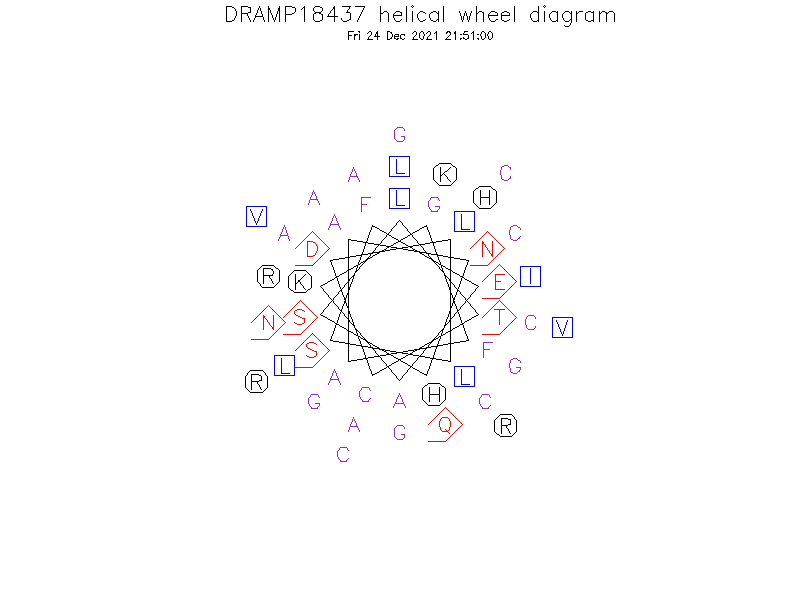 DRAMP18437 helical wheel diagram
Fri 24 Dec 2021 21:51:00
G
L
A K C
A F L G H
V A A L C
D N
R K E I
N S T C V
S F
R L A L G
G C A H C
A G Q R
C